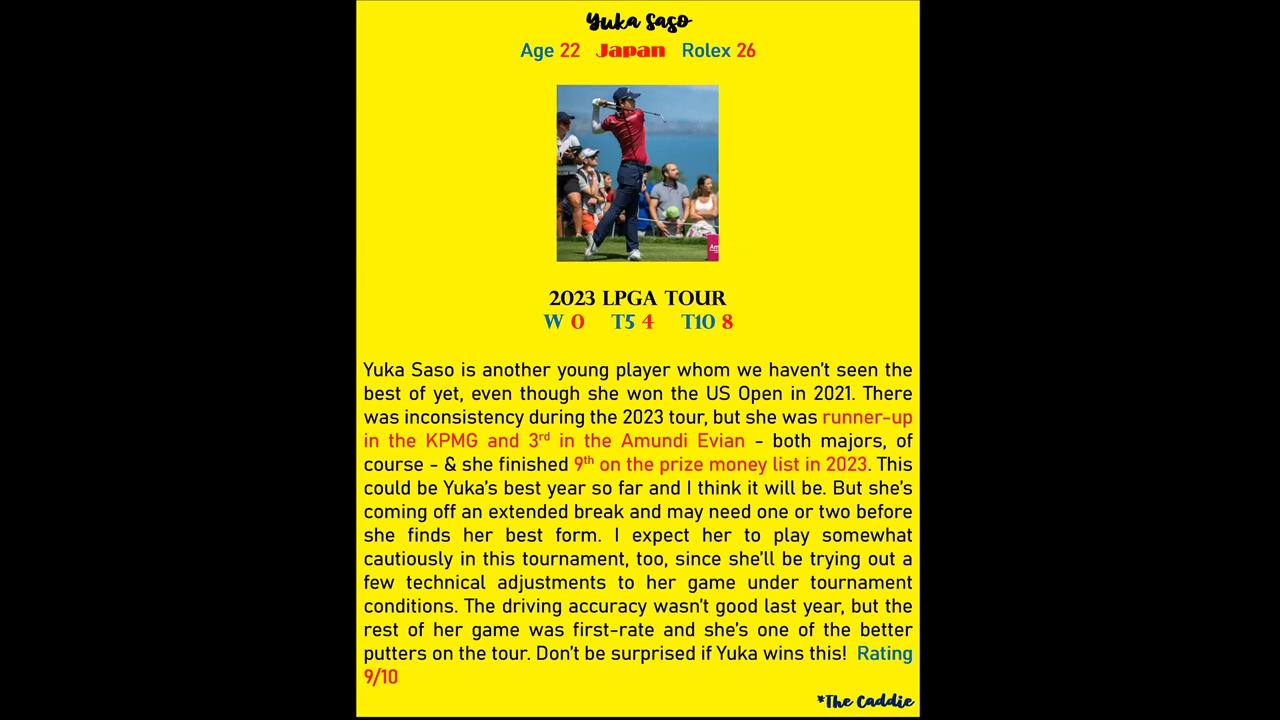 Yuka Saso
Age 22 Japan Rolex 26
Am
2023 LPGA TOUR
W 0 T5 4 T10 8
Yuka Saso is another young player whom we haven't seen the
best of yet, even though she won the US Open in 2021. There
was inconsistency during the 2023 tour, but she was runner-up
in the KPMG and 3rd in the Amundi Evian - both majors, of
course - & she finished 9th on the prize money list in 2023. This
could be Yuka's best year so far and I think it will be. But she's
coming off an extended break and may need one or two before
she finds her best form. I expect her to play somewhat
cautiously in this tournament, too, since she'll be trying out a
few technical adjustments to her game under tournament
conditions. The driving accuracy wasn't good last year, but the
rest of her game was first-rate and she's one of the better
putters on the tour. Don't be surprised if Yuka wins this! Rating
9/10
*The Caddie